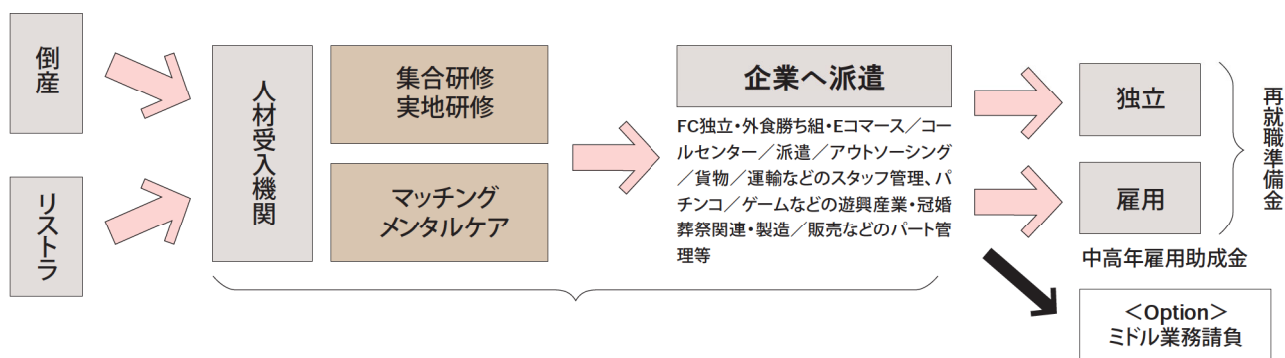 倒産
リストラ
人材受入機関
集合研修
実地研修
マッチング
メンタルケア
企業へ派遣
FC独立・外食勝ち組・Eコマース／コー
ルセンター／派遣／アウトソーシング
／貨物／運輸などのスタッフ管理、パ
チンコ／ゲームなどの遊興産業・冠婚
葬祭関連・製造／販売などのパート管
理等
独立
雇用
中高年雇用助成金
再就職準備金
＜Option＞
ミドル業務請負